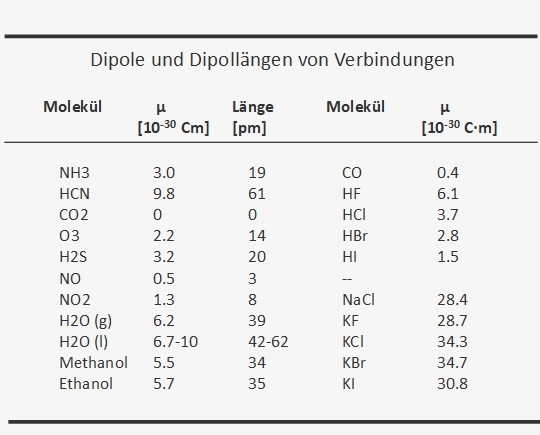 Dipole und Dipollängen von Verbindungen
Molekül µ Länge Molekül µ
[10-30 Cm] [pm] [10-30 C·m]
NH3 3.0 19 CO 0.4
HCN 9.8 61 HF 6.1
CO2 0 0 HCl 3.7
O3 2.2 14 HBr 2.8
H2S 3.2 20 HI 1.5
NO 0.5 3 --
NO2 1.3 8 NaCl 28.4
H2O (g) 6.2 39 KF 28.7
H2O (l) 6.7-10 42-62 KCl 34.3
Methanol 5.5 34 KBr 34.7
Ethanol 5.7 35 KI 30.8